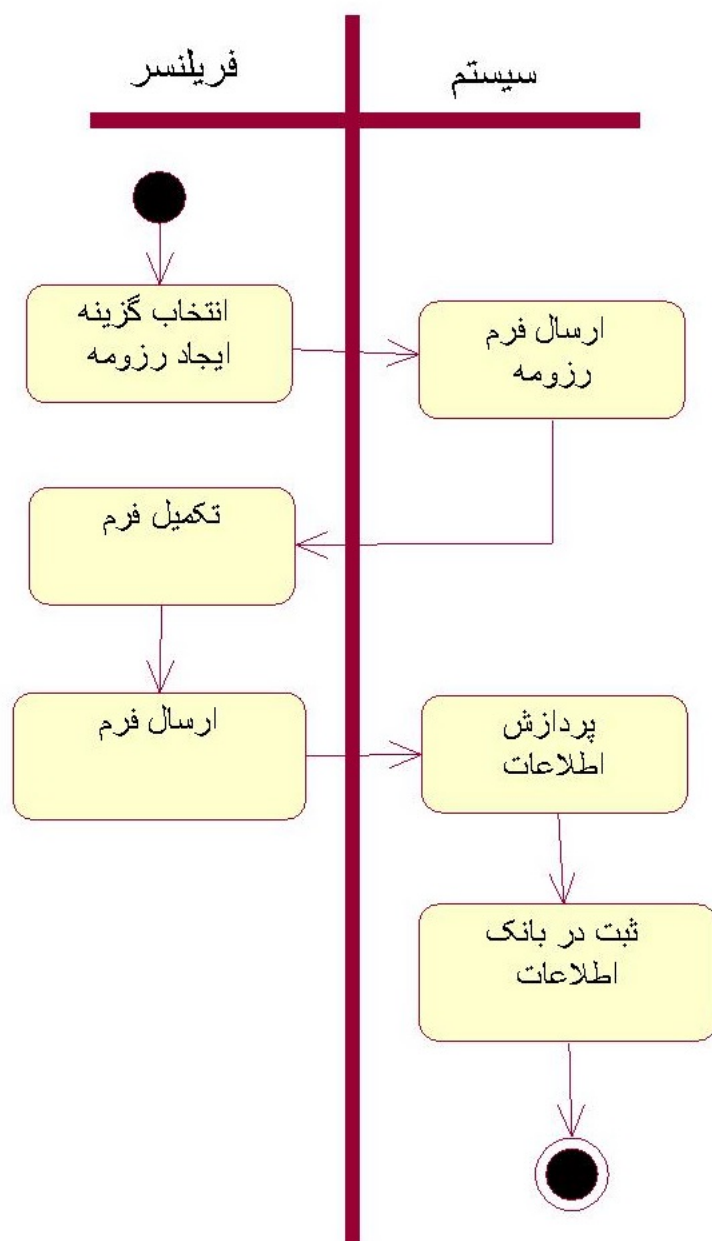 فریلنسر
سیستم
انتخاب گزینه
ایجاد رزومه
ارسال فرم
رزومه
تکمیل فرم
ارسال فرم
پردازش
اطلاعات
ثبت در بانک
اطلاعات